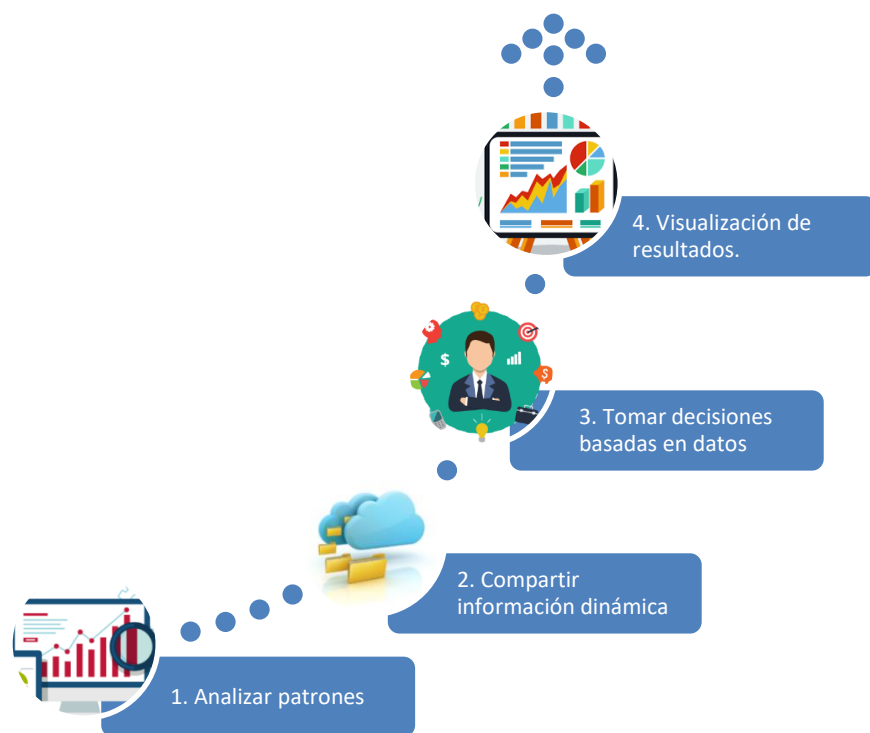 4. Visualización de
resultados.
3. Tomar decisiones
basadas en datos
2. Compartir
información dinámica
1. Analizar patrones